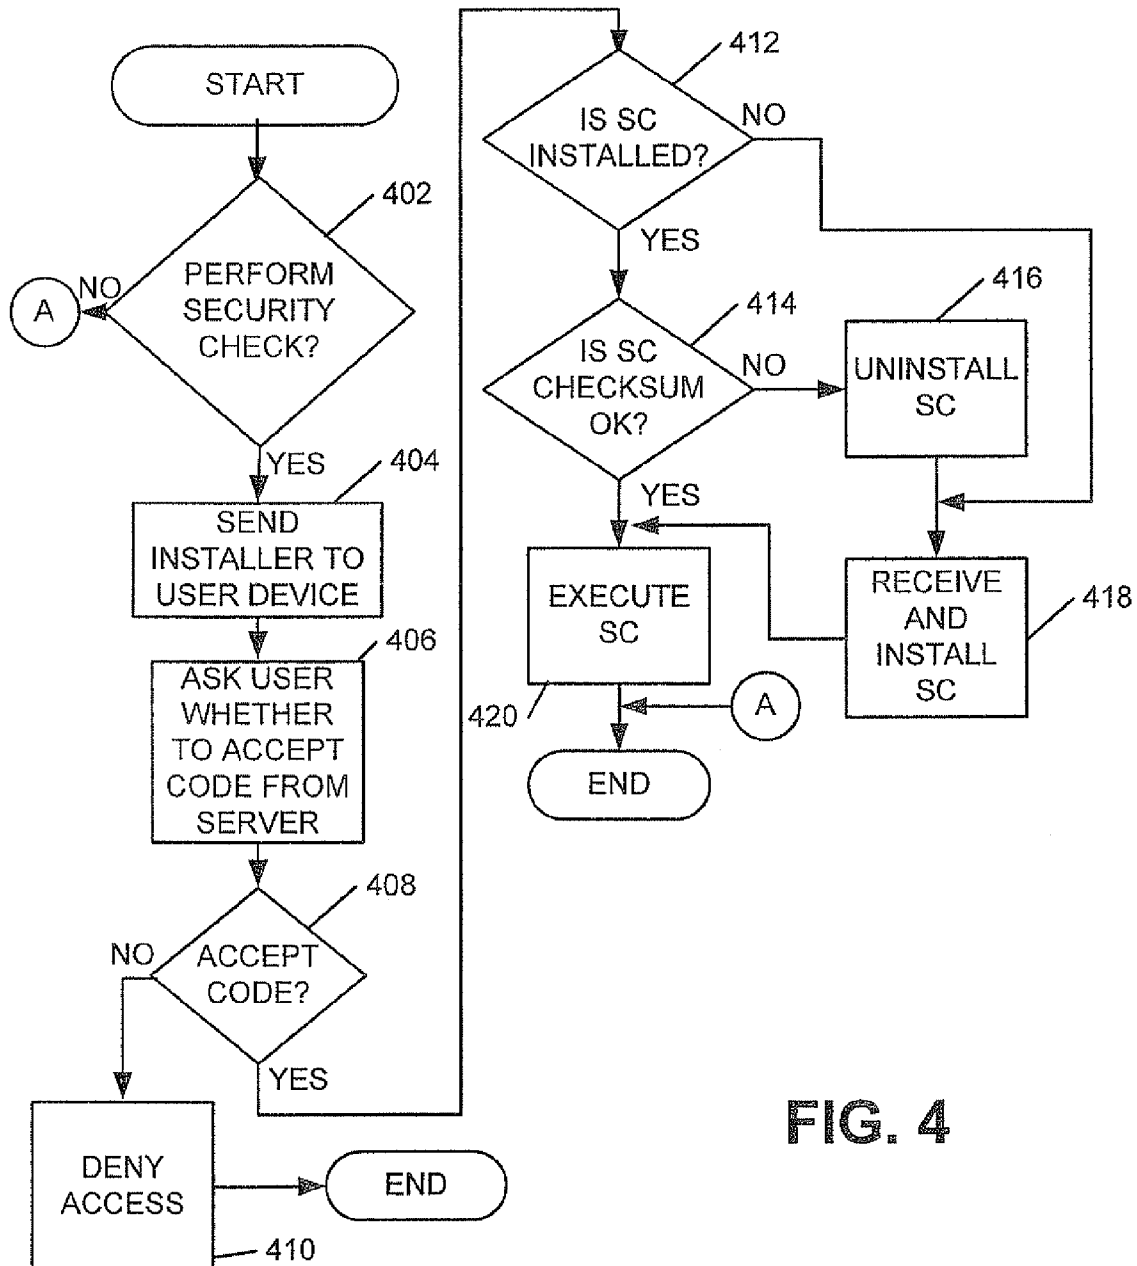 START
402
PERFORM
SECURITY
CHECK?
NO
A
YES
404
SEND
INSTALLER TO
USER DEVICE
406
ASK USER
WHETHER
TO ACCEPT
CODE FROM
SERVER
408
ACCEPT
CODE?
NO
YES
DENY
ACCESS
410
END
412
IS SC
INSTALLED?
NO
YES
414
IS SC
CHECKSUM
OK?
NO
YES
416
UNINSTALL
SC
418
RECEIVE
AND
INSTALL
SC
EXECUTE
SC
420
A
END
FIG. 4